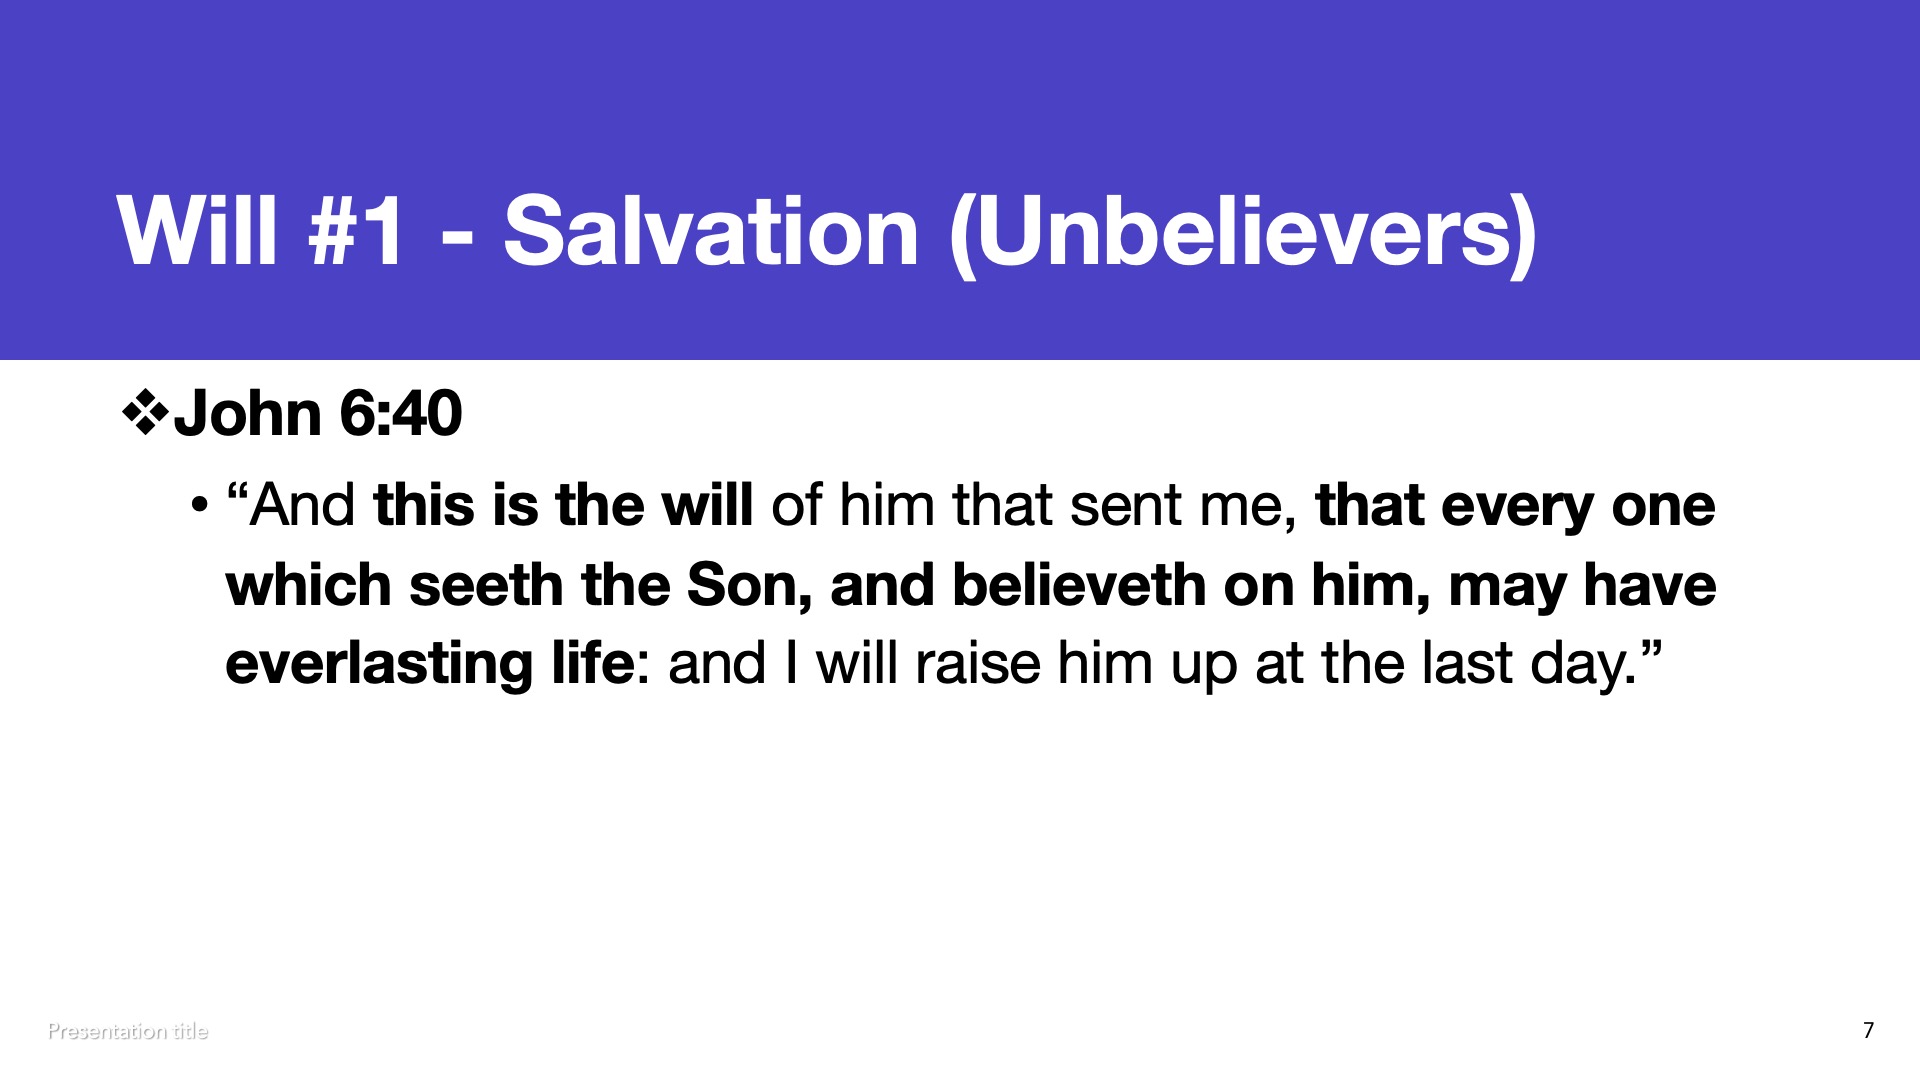 Will #1 - Salvation (Unbelievers)
❖John 6:40
• “And this is the will of him that sent me, that every one
which seeth the Son, and believeth on him, may have
everlasting life: and I will raise him up at the last day.”
Presentation title
7